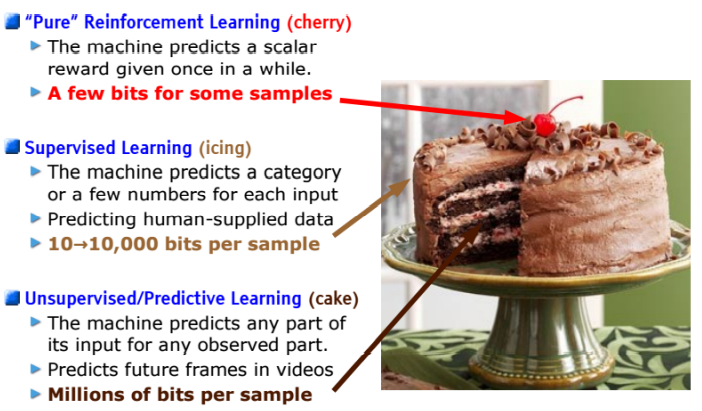 "Pure" Reinforcement Learning (cherry)
The machine predicts a scalar
reward given once in a while.
A few bits for some samples
Supervised Learning (icing)
The machine predicts a category
or a few numbers for each input
Predicting human-supplied data
10→10,000 bits per sample
Unsupervised/Predictive Learning (cake)
The machine predicts any part of
its input for any observed part.
Predicts future frames in videos
Millions of bits per sample